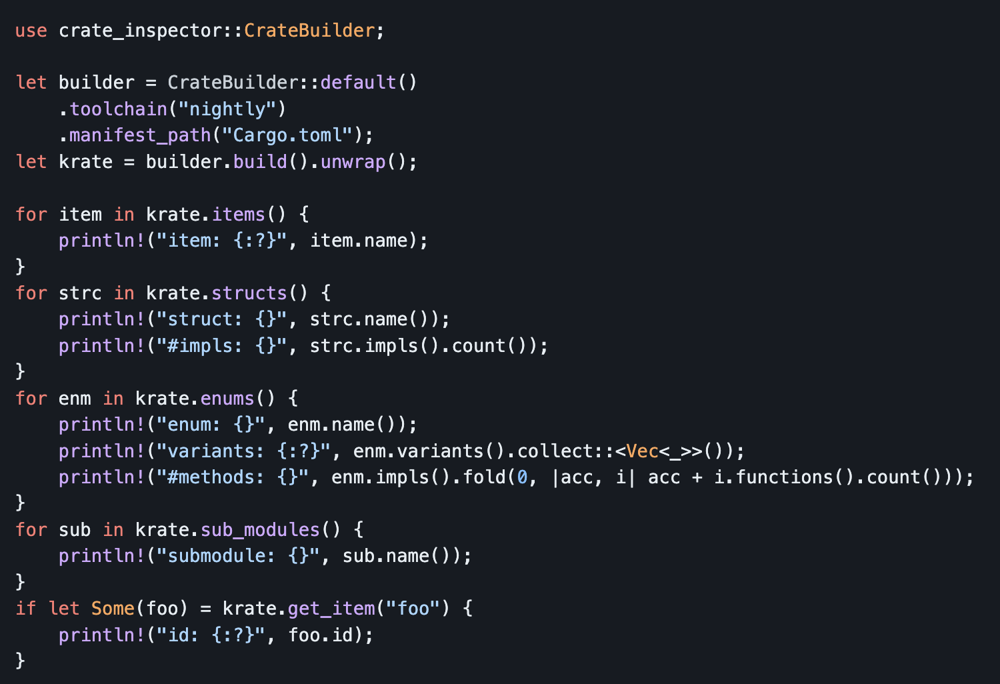 use crate_inspector::CrateBuilder;

let builder = CrateBuilder::default()
    .toolchain("nightly")
    .manifest_path("Cargo.toml");
let krate = builder.build().unwrap();

for item in krate.items() {
    println!("item: {:?}", item.name);
}
for strc in krate.structs() {
    println!("struct: {}", strc.name());
    println!("#impls: {}", strc.impls().count());
}
for enm in krate.enums() {
    println!("enum: {}", enm.name());
    println!("variants: {:?}", enm.variants().collect::<Vec<_>>());
    println!("#methods: {}", enm.impls().fold(0, |acc, i| acc + i.functions().count()));
}
for sub in krate.sub_modules() {
    println!("submodule: {}", sub.name());
}
if let Some(foo) = krate.get_item("foo") {
    println!("id: {:?}", foo.id);
}